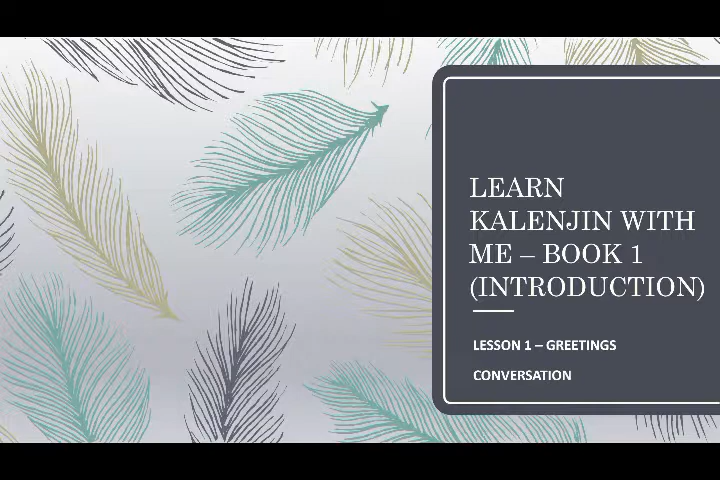 LEARN
KALENJIN WITH
ME – BOOK 1
(INTRODUCTION)
LESSON 1 – GREETINGS
CONVERSATION